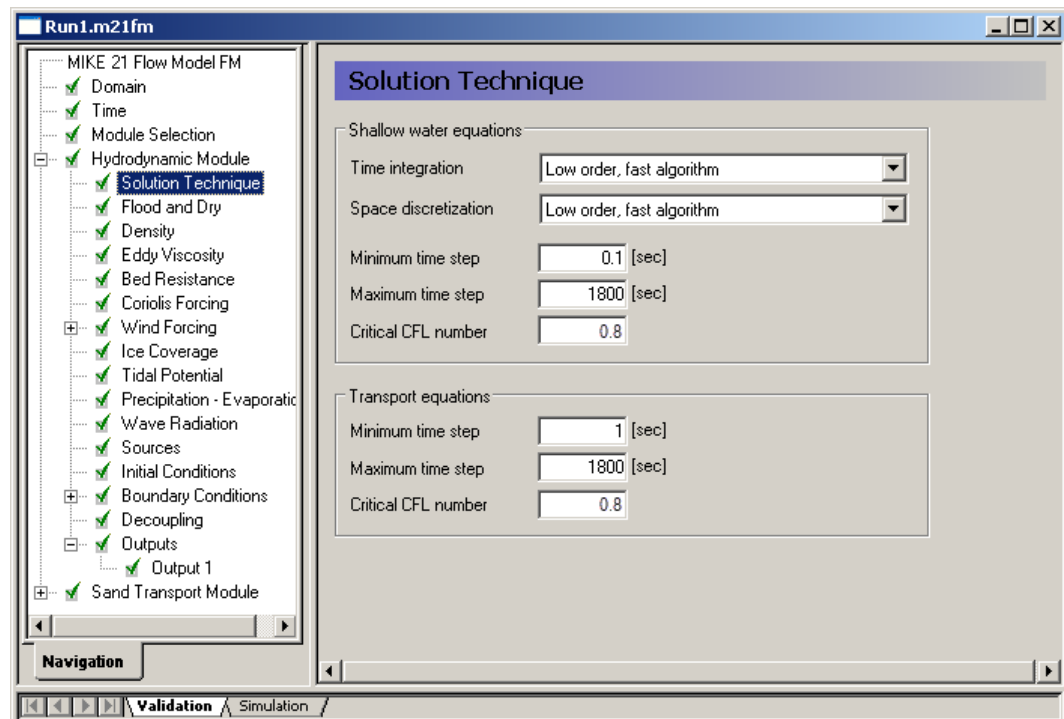 Run1.m21fm
MIKE 21 Flow Model FM
Domain
Time
Module Selection
Hydrodynamic Module
Solution Technique
Flood and Dry
Density
Eddy Viscosity
Bed Resistance
Coriolis Forcing
Wind Forcing
Ice Coverage
Tidal Potential
Precipitation - Evaporatic
Wave Radiation
Sources
Initial Conditions
Boundary Conditions
Decoupling
Outputs
Output 1
Sand Transport Module
Navigation
Solution Technique
Shallow water equations
Time integration Low order, fast algorithm
Space discretization Low order, fast algorithm
Minimum time step 0.1 [sec]
Maximum time step 1800 [sec]
Critical CFL number 0.8
Transport equations
Minimum time step 1 [sec]
Maximum time step 1800 [sec]
Critical CFL number 0.8
Validation Simulation